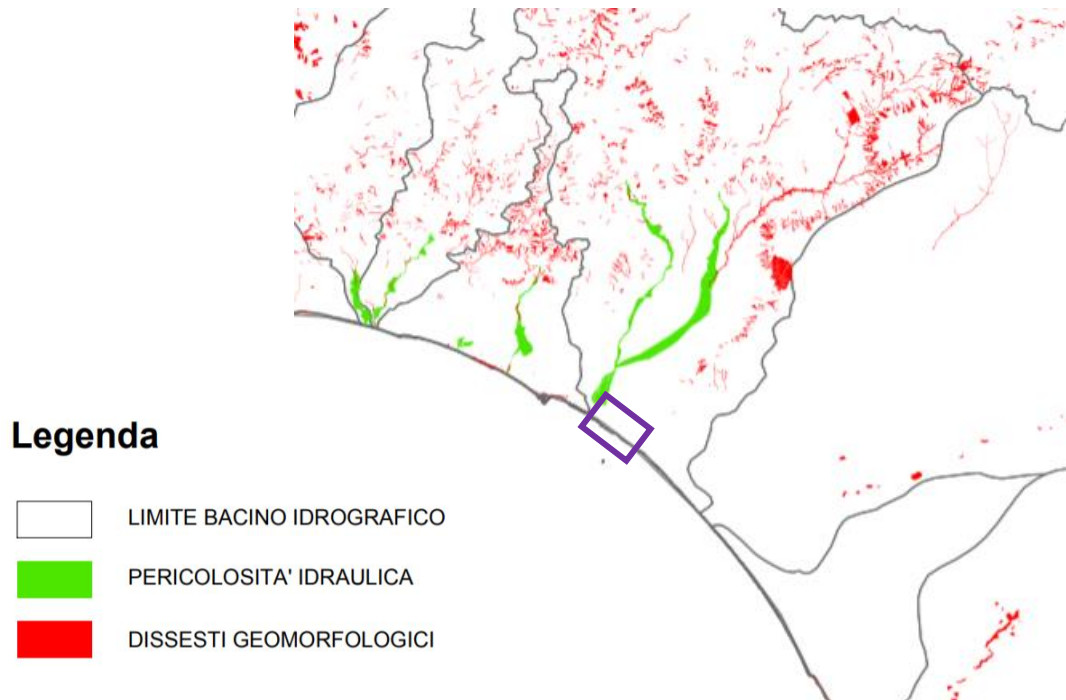 Legenda
LIMITE BACINO IDROGRAFICO
PERICOLOSITA' IDRAULICA
DISSESTI GEOMORFOLOGICI